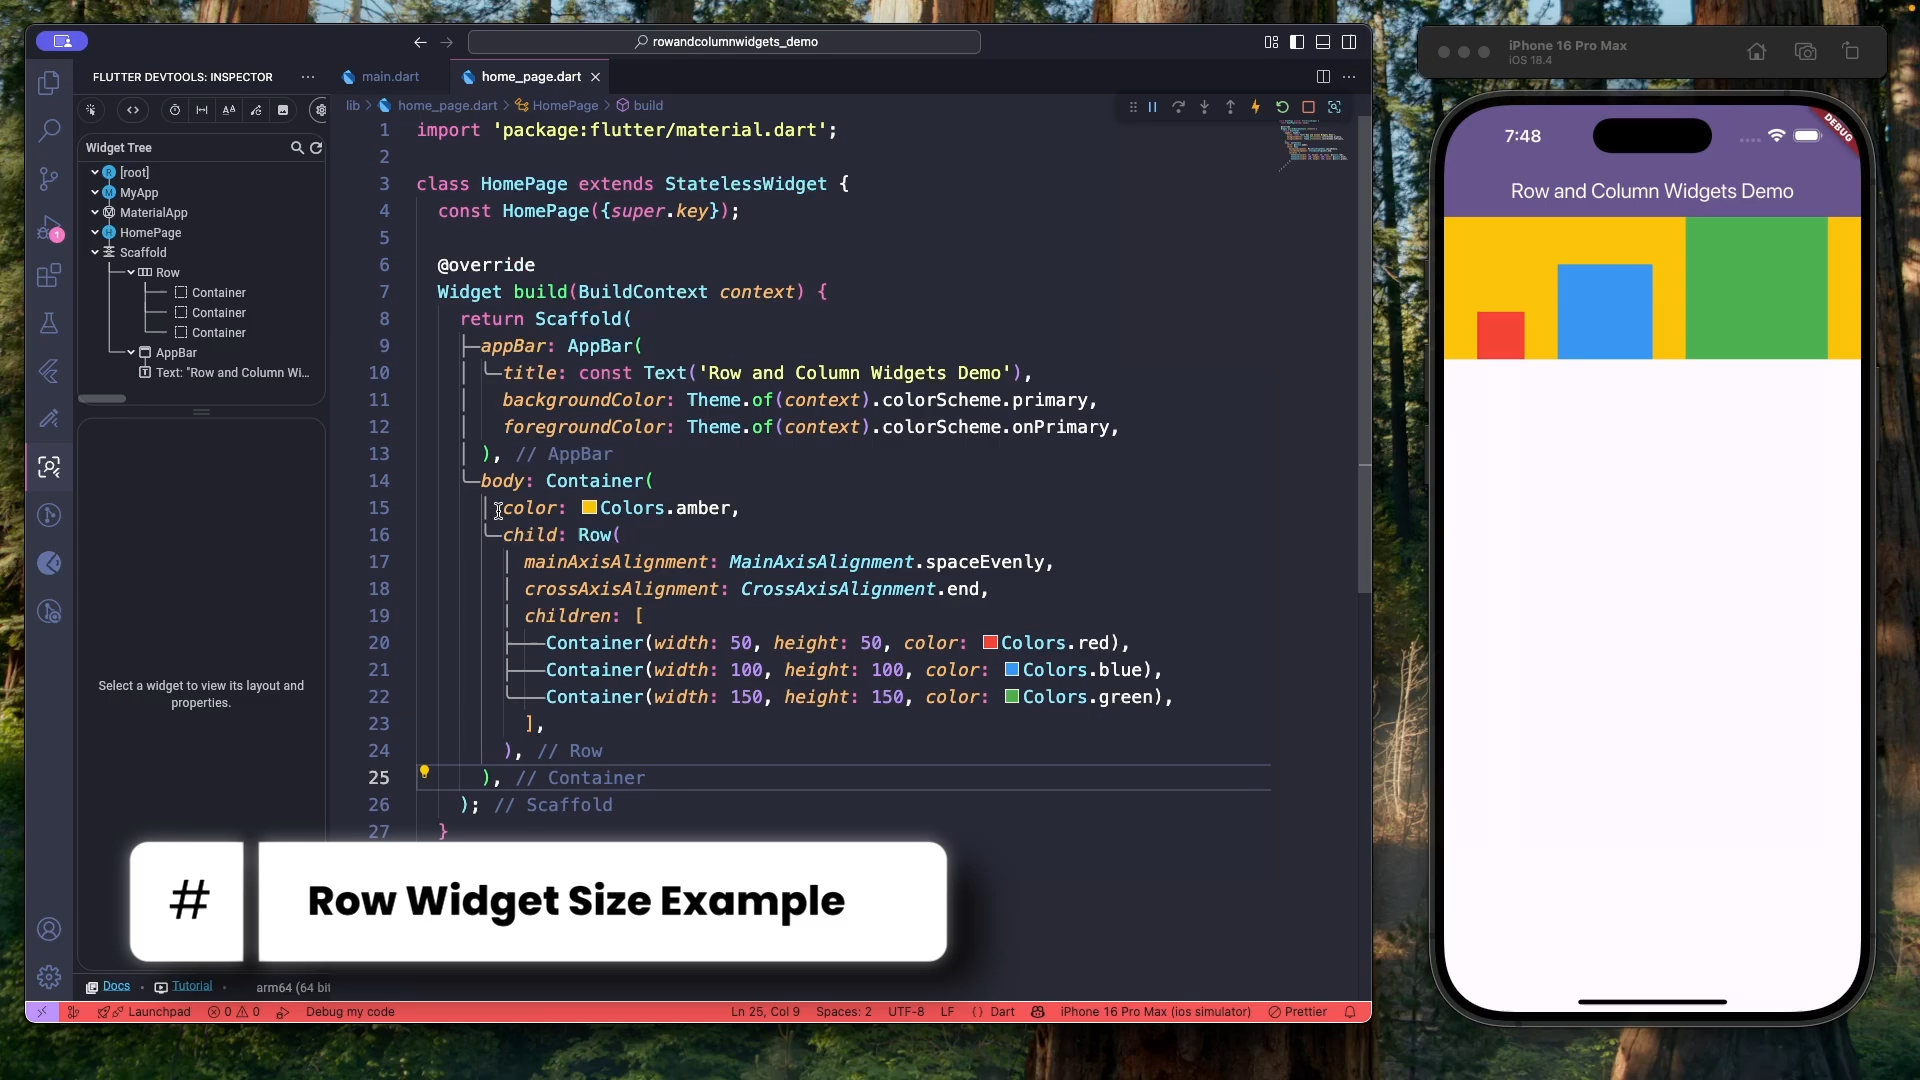 rowandcolumnwidgets_demo
FLUTTER DEVTOOLS: INSPECTOR
main.dart
home_page.dart
Widget Tree
[root]
MyApp
MaterialApp
HomePage
Scaffold
Row
Container
Container
Container
AppBar
Text: "Row and Column Wi...
Select a widget to view its layout and
properties.
Docs
Tutorial
arm64 (64 bit
lib > home_page.dart > HomePage > build
1 import 'package:flutter/material.dart';
2
3 class HomePage extends StatelessWidget {
4 const HomePage({super.key});
5
6 @override
7 Widget build(BuildContext context) {
8 return Scaffold(
9 appBar: AppBar(
10 title: const Text('Row and Column Widgets Demo'),
11 backgroundColor: Theme.of(context).colorScheme.primary,
12 foregroundColor: Theme.of(context).colorScheme.onPrimary,
13 ), // AppBar
14 body: Container(
15 color: Colors.amber,
16 child: Row(
17 mainAxisAlignment: MainAxisAlignment.spaceEvenly,
18 crossAxisAlignment: CrossAxisAlignment.end,
19 children: [
20 Container(width: 50, height: 50, color: Colors.red),
21 Container(width: 100, height: 100, color: Colors.blue),
22 Container(width: 150, height: 150, color: Colors.green),
23 ],
24 ), // Row
25 ), // Container
26 ); // Scaffold
27 }
# Row Widget Size Example
1
Launchpad
0 0
Debug my code
Ln 25, Col 9
Spaces: 2
UTF-8
LF
Dart
iPhone 16 Pro Max (ios simulator)
Prettier
iPhone 16 Pro Max
iOS 18.4
7:48
DEBUG
Row and Column Widgets Demo